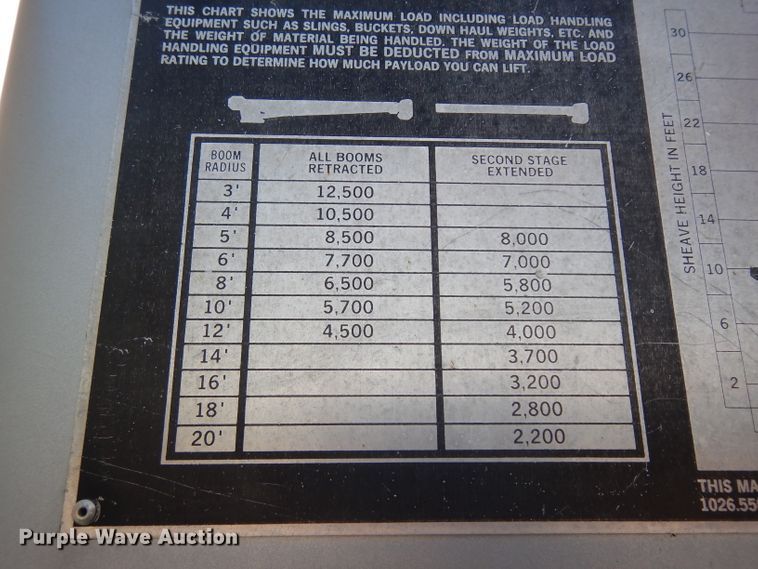 THIS CHART SHOWS THE MAXIMUM LOAD INCLUDING LOAD HANDLING
EQUIPMENT SUCH AS SLINGS, BUCKETS, DOWN HAUL WEIGHTS, ETC. AND
THE WEIGHT OF MATERIAL BEING HANDLED. THE WEIGHT OF THE LOAD
HANDLING EQUIPMENT MUST BE DEDUCTED FROM MAXIMUM LOAD
RATING TO DETERMINE HOW MUCH PAYLOAD YOU CAN LIFT.
BOOM RADIUS ALL BOOMS RETRACTED SECOND STAGE EXTENDED
3' 12,500
4' 10,500
5' 8,500 8,000
6' 7,700 7,000
8' 6,500 5,800
10' 5,700 5,200
12' 4,500 4,000
14' 3,700
16' 3,200
18' 2,800
20' 2,200
SHEAVE HEIGHT IN FEET
30
26
22
18
14
10
6
2
THIS MA
1026.55
Purple Wave Auction